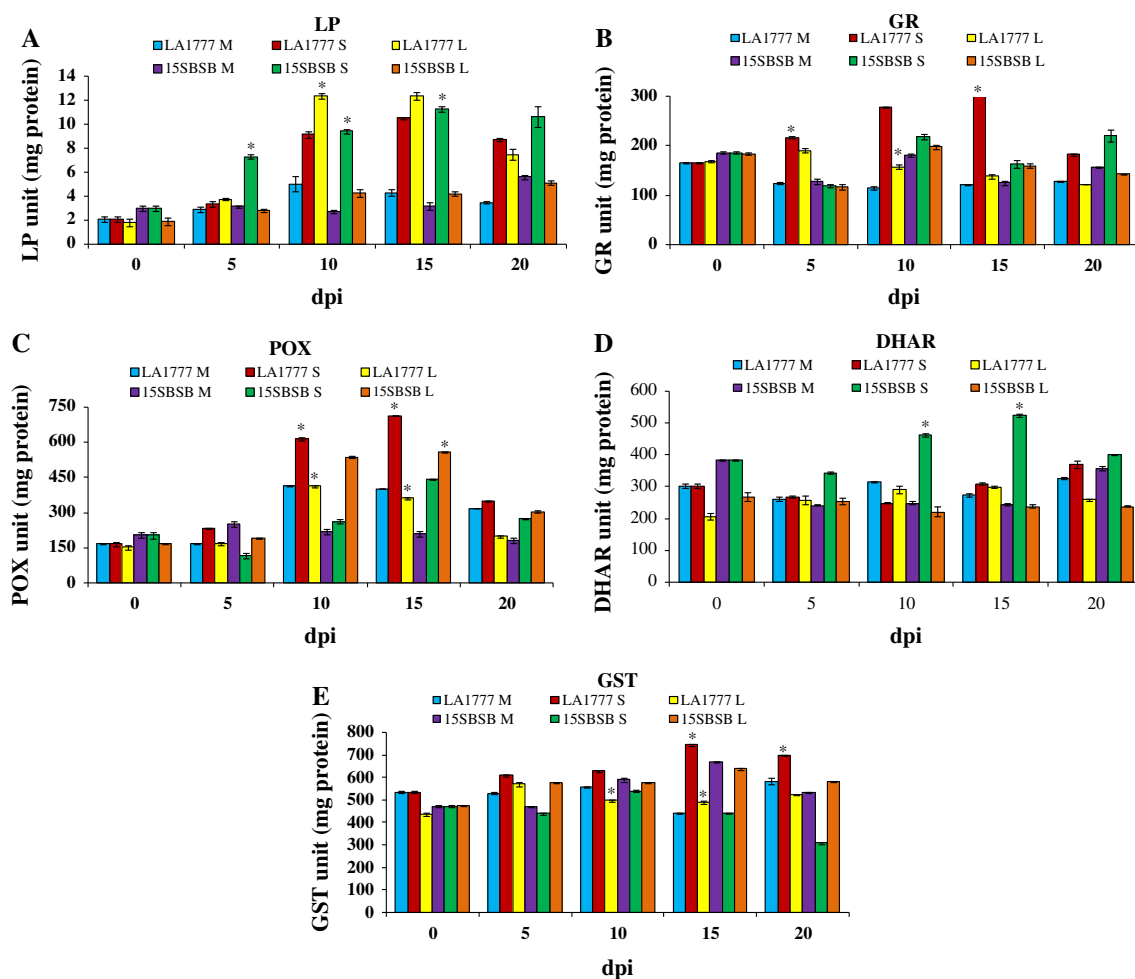 A
LP
LA1777 M LA1777 S LA1777 L
15SBSB M 15SBSB S 15SBSB L
LP unit (mg protein)
14
12
10
8
6
4
2
0
* * * *
0 5 10 15 20
dpi
B
GR
LA1777 M LA1777 S LA1777 L
15SBSB M 15SBSB S 15SBSB L
GR unit (mg protein)
300
200
100
0
* * *
0 5 10 15 20
dpi
C
POX
LA1777 M LA1777 S LA1777 L
15SBSB M 15SBSB S 15SBSB L
POX unit (mg protein)
750
600
450
300
150
0
* * * * *
0 5 10 15 20
dpi
D
DHAR
LA1777 M LA1777 S LA1777 L
15SBSB M 15SBSB S 15SBSB L
DHAR unit (mg protein)
600
500
400
300
200
100
0
* *
0 5 10 15 20
dpi
E
GST
LA1777 M LA1777 S LA1777 L
15SBSB M 15SBSB S 15SBSB L
GST unit (mg protein)
800
700
600
500
400
300
200
100
0
* * * *
0 5 10 15 20
dpi